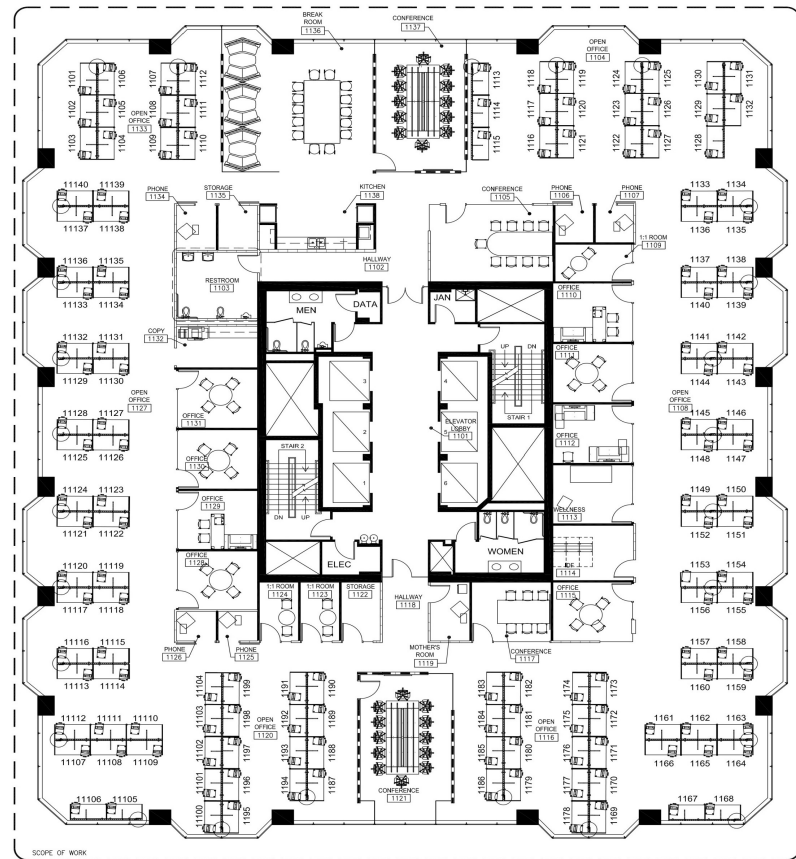 BREAK
ROOM
1136
CONFERENCE
1137
OPEN
OFFICE
1104
1101
1102
1103
1106
1105
1104
OPEN
OFFICE
1133
1107
1108
1109
1112
1111
1110
1113
1114
1115
1118
1117
1116
1119
1120
1121
1124
1123
1122
1125
1126
1127
1130
1129
1128
1131
1132
11140 11139
11137 11138
PHONE
1134
STORAGE
1135
KITCHEN
1138
CONFERENCE
1105
PHONE
1106
PHONE
1107
1133 1134
1136 1135
1:1 ROOM
1109
HALLWAY
1102
RESTROOM
1103
11136 11135
11133 11134
MEN
DATA
JAN
OFFICE
1110
1137 1138
1140 1139
COPY
1132
11132 11131
11129 11130
3
4
UP DN
STAIR 1
OFFICE
1111
1141 1142
1144 1143
OPEN
OFFICE
1127
OFFICE
1131
OPEN
OFFICE
1108
11128 11127
11125 11126
2
5
ELEVATOR
LOBBY
1101
OFFICE
1112
1145 1146
1148 1147
OFFICE
1130
STAIR 2
DN UP
1
6
11124 11123
11121 11122
OFFICE
1129
WELLNESS
1113
1149 1150
1152 1151
ELEC
WOMEN
11120 11119
11117 11118
OFFICE
1128
IDF
1114
1153 1154
1156 1155
1:1 ROOM
1124
1:1 ROOM
1123
STORAGE
1122
HALLWAY
1118
OFFICE
1115
11116 11115
11113 11114
PHONE
1126
PHONE
1125
MOTHER'S
ROOM
1119
CONFERENCE
1117
1157 1158
1160 1159
11104
11103
11102
11101
11100
1199
1198
1197
1196
1195
OPEN
OFFICE
1120
1191
1192
1193
1194
1190
1189
1188
1187
CONFERENCE
1121
1183
1184
1185
1186
1182
1181
1180
1179
OPEN
OFFICE
1116
1174
1175
1176
1177
1178
1173
1172
1171
1170
1169
11112 11111 11110
11107 11108 11109
1161 1162 1163
1166 1165 1164
11106 11105
1167 1168
SCOPE OF WORK